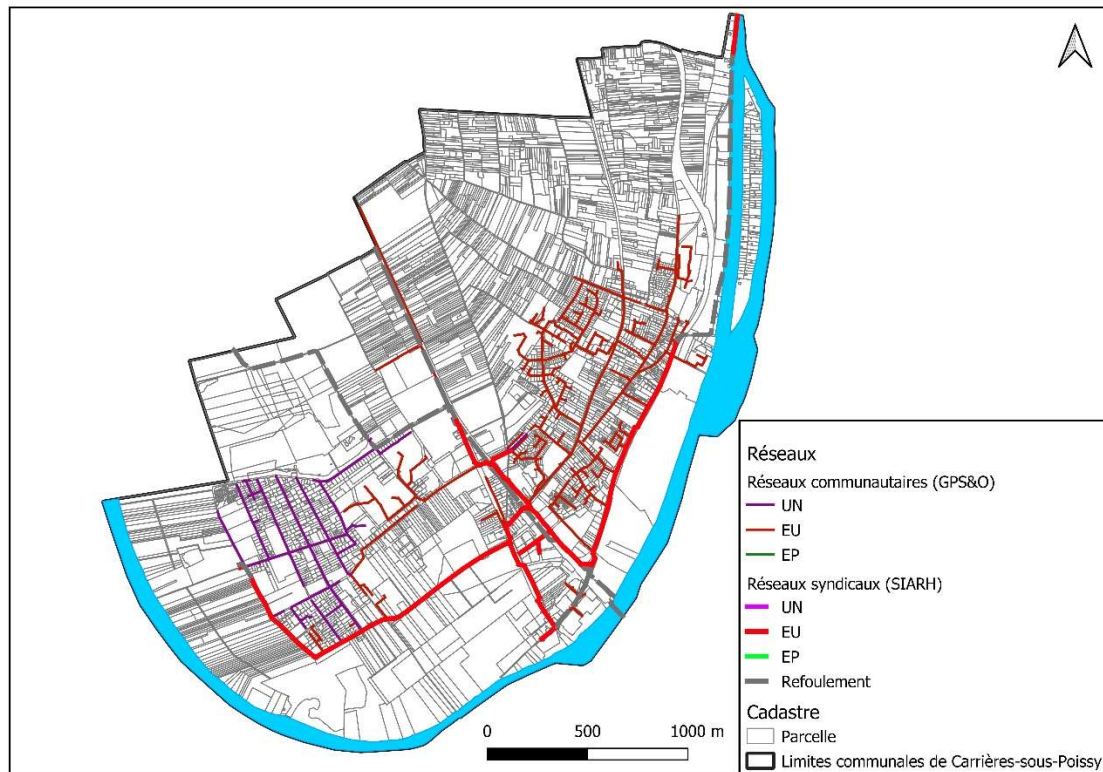 Réseaux
Réseaux communautaires (GPS&O)
UN
EU
EP
Réseaux syndicaux (SIARH)
UN
EU
EP
Refoulement
Cadastre
Parcelle
Limites communales de Carrières-sous-Poissy
0 500 1000 m